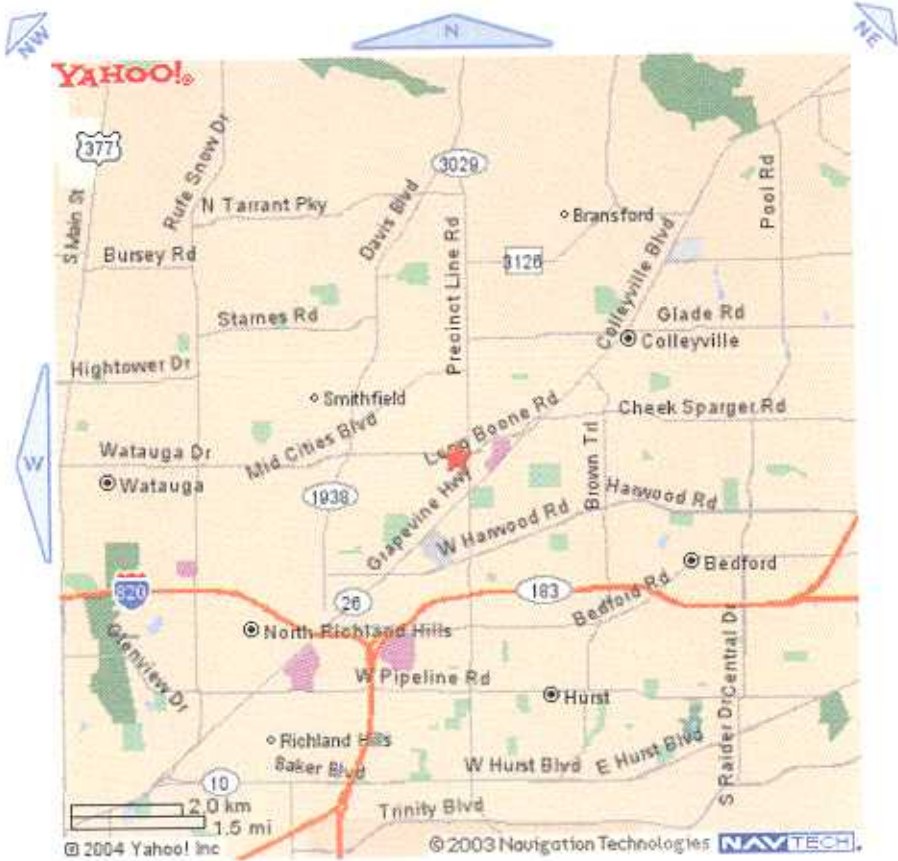 N
NW
NE
YAHOO!
377
3029
Rufe Snow Dr
Pool Rd
N Tarrant Pky
Davis Blvd
Bransford
S Main St
Bursey Rd
3126
Colleyville Blvd
Precinct Line Rd
Starnes Rd
Glade Rd
Colleyville
Hightower Dr
Smithfield
Cheek Sparger Rd
Mid Cities Blvd
Boone Rd
Watauga Dr
W
Watauga
1938
Grapevine Hwy
Brown Trl
Harwood Rd
W Harwood Rd
Bedford
820
26
183
Bedford Rd
North Richland Hills
Glenview Dr
W Pipeline Rd
Hurst
Central Dr
S Raider Dr
Richland Hills
Baker Blvd
W Hurst Blvd
E Hurst Blvd
10
Trinity Blvd
2.0 km
1.5 mi
© 2004 Yahoo! Inc
© 2003 Navigation Technologies NAVTECH.